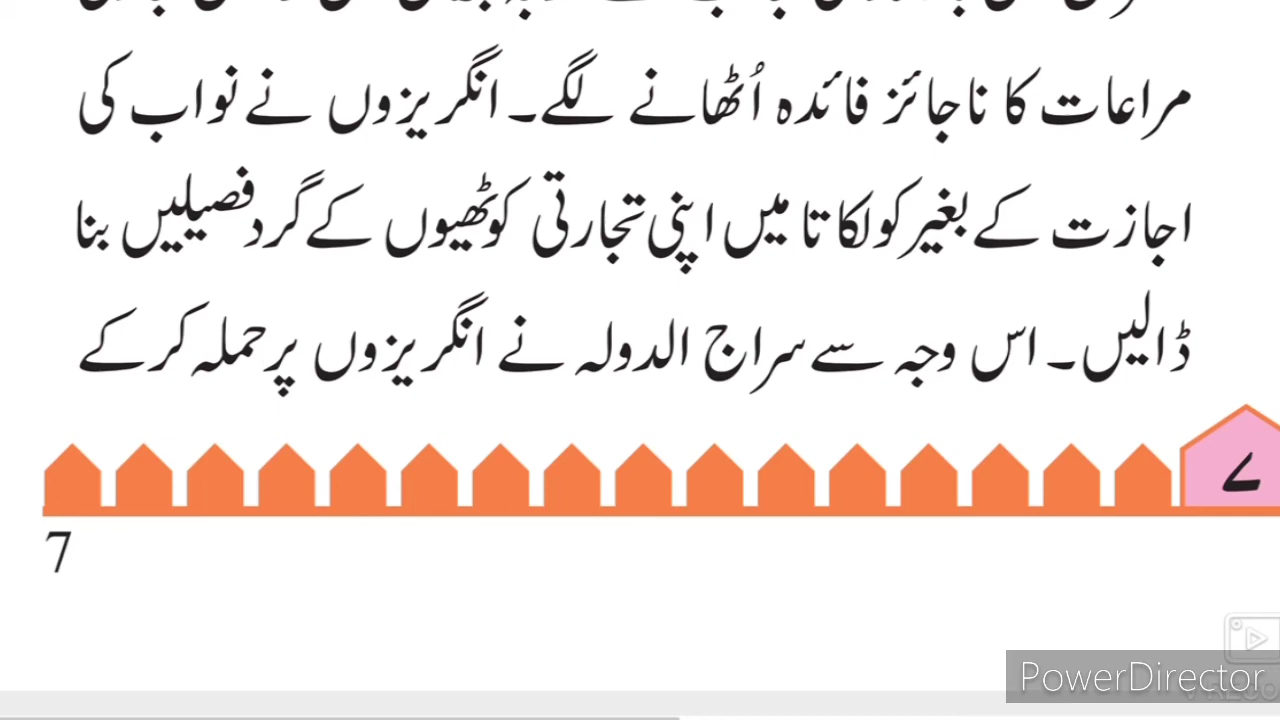 مراعات کا ناجائز فائدہ اُٹھانے لگے۔ انگریزوں نے نواب کی
اجازت کے بغیر کولکاتا میں اپنی تجارتی کوٹھیوں کے گرد فصیلیں بنا
ڈالیں۔ اس وجہ سے سراج الدولہ نے انگریزوں پر حملہ کر کے
۷
7
PowerDirector